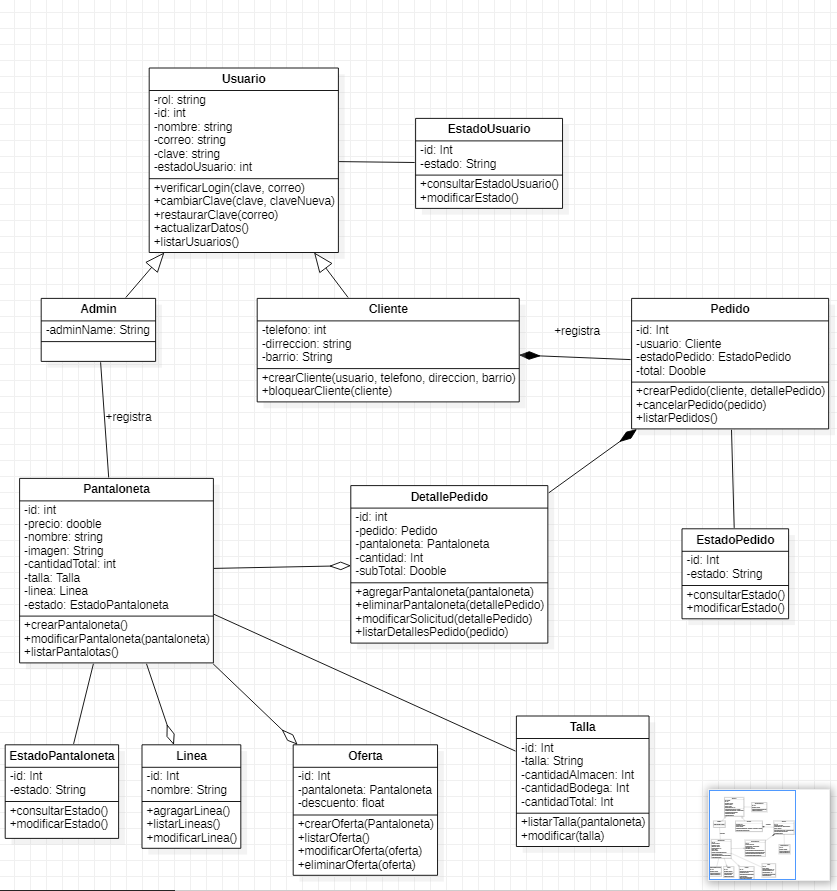 Usuario
-rol: string
-id: int
-nombre: string
-correo: string
-clave: string
-estadoUsuario: int
+verificarLogin(clave, correo)
+cambiarClave(clave, claveNueva)
+restaurarClave(correo)
+actualizarDatos()
+listarUsuarios()
EstadoUsuario
-id: Int
-estado: String
+consultarEstadoUsuario()
+modificarEstado()
Admin
-adminName: String
Cliente
-telefono: int
-dirreccion: string
-barrio: String
+crearCliente(usuario, telefono, direccion, barrio)
+bloquearCliente(cliente)
+registra
Pedido
-id: Int
-usuario: Cliente
-estadoPedido: EstadoPedido
-total: Dooble
+crearPedido(cliente, detallePedido)
+cancelarPedido(pedido)
+listarPedidos()
+registra
Pantaloneta
-id: int
-precio: dooble
-nombre: string
-imagen: String
-cantidadTotal: int
-talla: Talla
-linea: Linea
-estado: EstadoPantaloneta
+crearPantaloneta()
+modificarPantaloneta(pantaloneta)
+listarPantalotas()
DetallePedido
-id: int
-pedido: Pedido
-pantaloneta: Pantaloneta
-cantidad: Int
-subTotal: Dooble
+agregarPantaloneta(pantaloneta)
+eliminarPantaloneta(detallePedido)
+modificarSolicitud(detallePedido)
+listarDetallesPedido(pedido)
EstadoPedido
-id: Int
-estado: String
+consultarEstado()
+modificarEstado()
EstadoPantaloneta
-id: Int
-estado: String
+consultarEstado()
+modificarEstado()
Linea
-id: Int
-nombre: String
+agragarLinea()
+listarLineas()
+modificarLinea()
Oferta
-id: Int
-pantaloneta: Pantaloneta
-descuento: float
+crearOferta(Pantaloneta)
+listarOferta()
+modificarOferta(oferta)
+eliminarOferta(oferta)
Talla
-id: Int
-talla: String
-cantidadAlmacen: Int
-cantidadBodega: Int
-cantidadTotal: Int
+listarTalla(pantaloneta)
+modificar(talla)